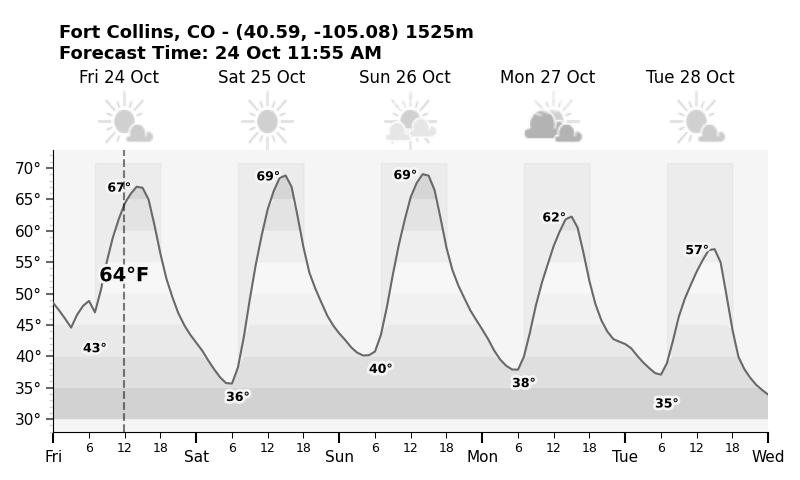 Fort Collins, CO - (40.59, -105.08) 1525m
Forecast Time: 24 Oct 11:55 AM
Fri 24 Oct Sat 25 Oct Sun 26 Oct Mon 27 Oct Tue 28 Oct
70°
67° 69° 69°
65°
62°
60°
57°
55°
64°F
50°
45°
43°
40°
40°
38°
36°
35°
35°
30°
6 12 18 6 12 18 6 12 18 6 12 18 6 12 18
Fri Sat Sun Mon Tue Wed